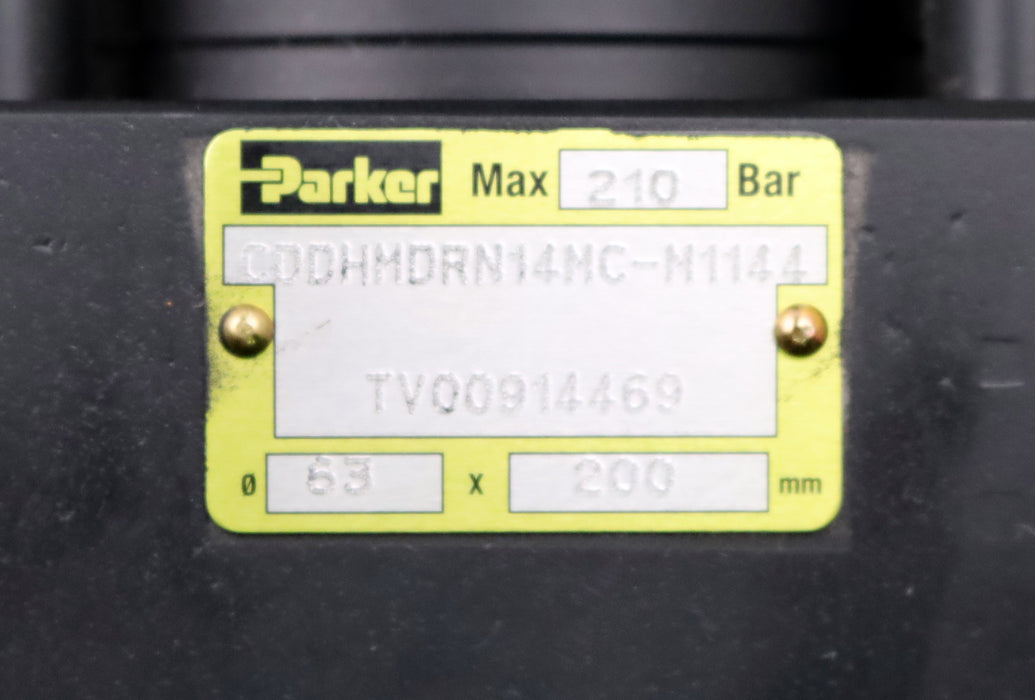 Parker Max 210 Bar
CDDHMDRN14MC-M1144
TV00914469
ø 63 x 200 mm